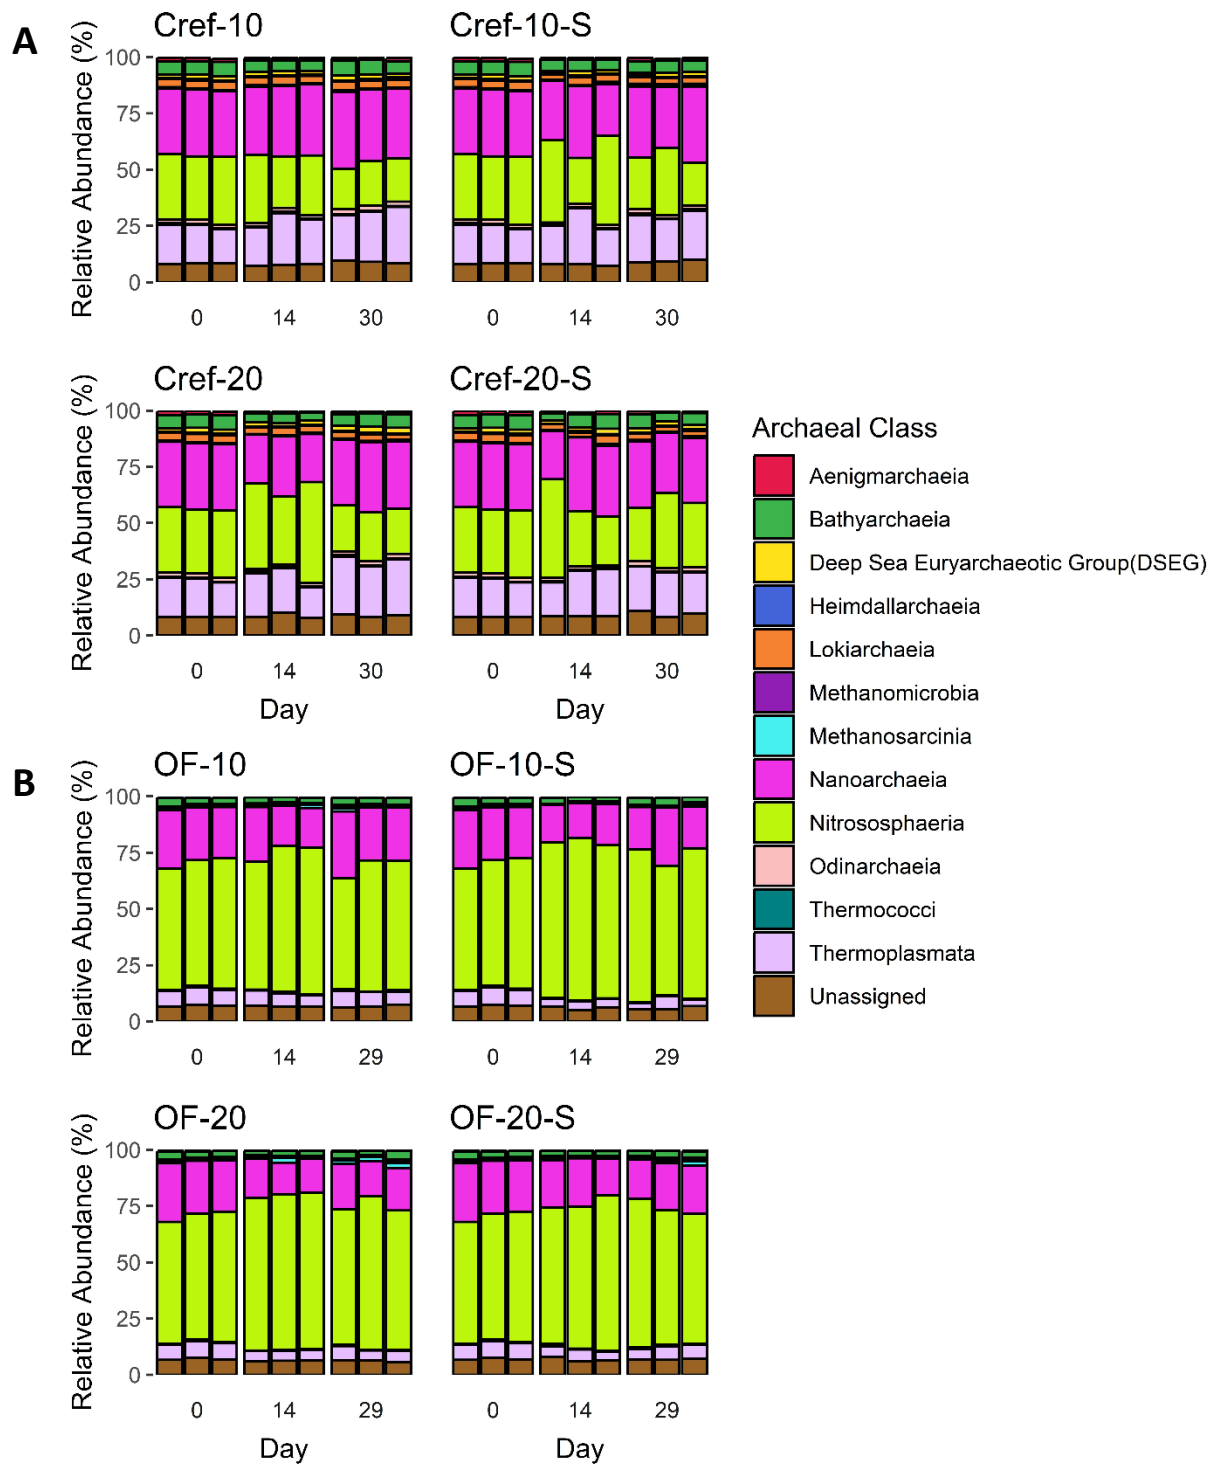 A
Cref-10
Cref-10-S
Relative Abundance (%)
100
75
50
25
0
0 14 30
0 14 30
Cref-20
Cref-20-S
Relative Abundance (%)
100
75
50
25
0
0 14 30
0 14 30
Day
Day
Archaeal Class
Aenigmarchaeia
Bathyarchaeia
Deep Sea Euryarchaeotic Group(DSEG)
Heimdallarchaeia
Lokiarchaeia
Methanomicrobia
Methanosarcinia
Nanoarchaeia
Nitrososphaeria
Odinarchaeia
Thermococci
Thermoplasmata
Unassigned
B
OF-10
OF-10-S
Relative Abundance (%)
100
75
50
25
0
0 14 29
0 14 29
OF-20
OF-20-S
Relative Abundance (%)
100
75
50
25
0
0 14 29
0 14 29
Day
Day